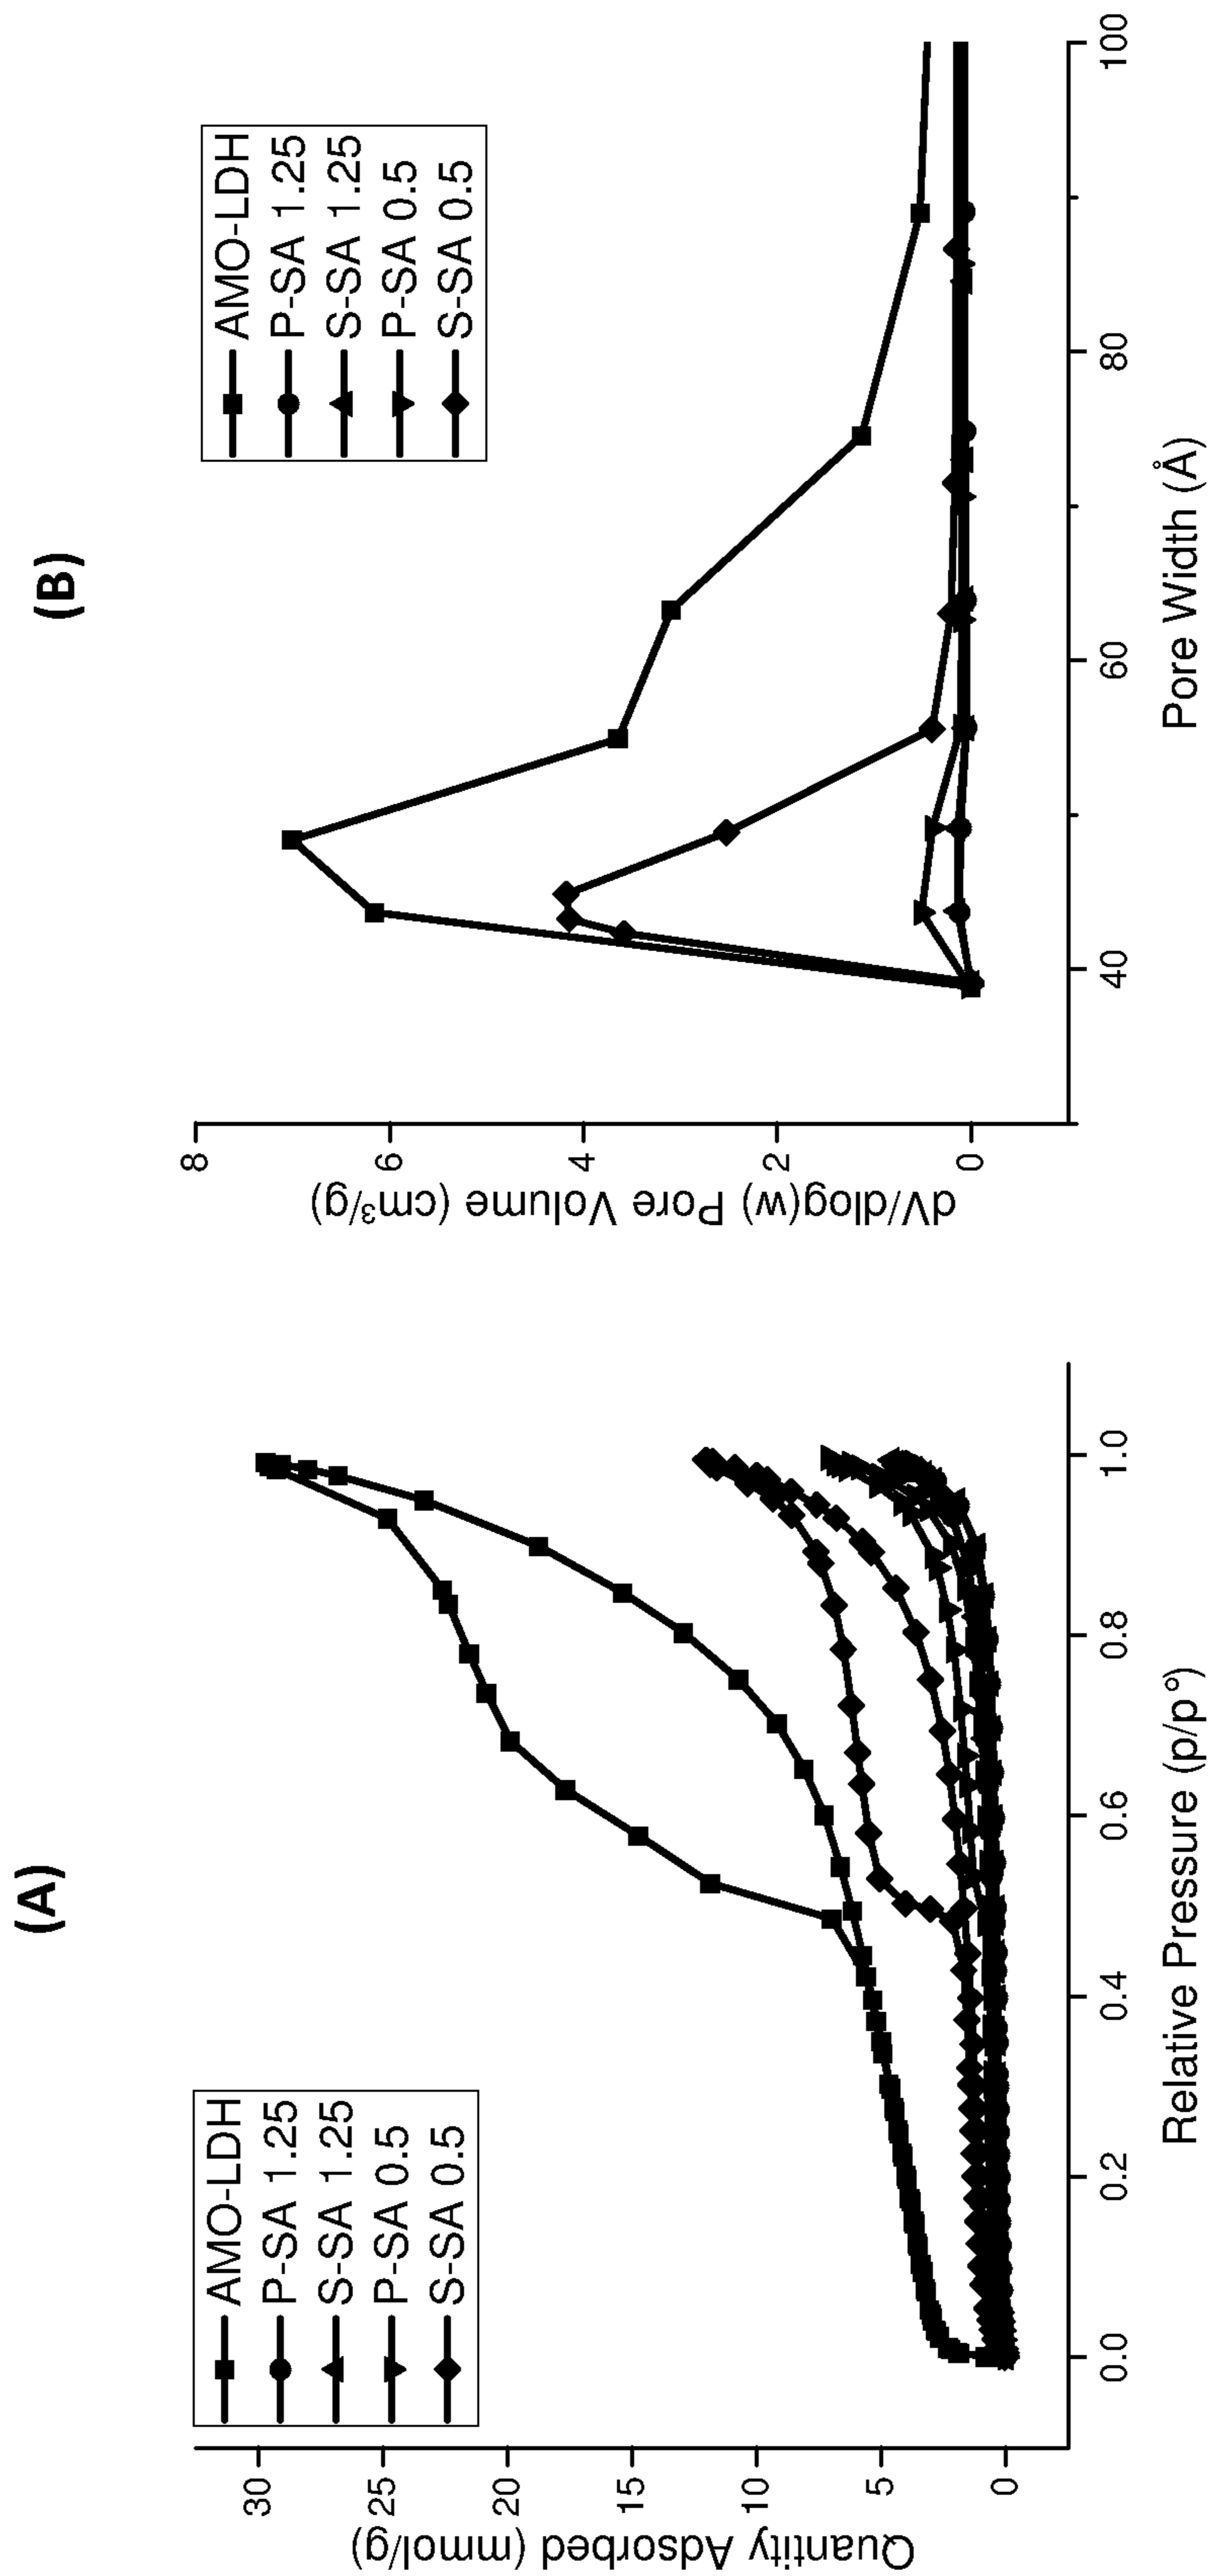 (A)
AMO-LDH
P-SA 1.25
S-SA 1.25
P-SA 0.5
S-SA 0.5
30
25
20
15
10
5
0
Quantity Adsorbed (mmol/g)
0.0 0.2 0.4 0.6 0.8 1.0
Relative Pressure (p/p°)
(B)
AMO-LDH
P-SA 1.25
S-SA 1.25
P-SA 0.5
S-SA 0.5
8
6
4
2
0
dV/dlog(w) Pore Volume (cm³/g)
40 60 80 100
Pore Width (Å)